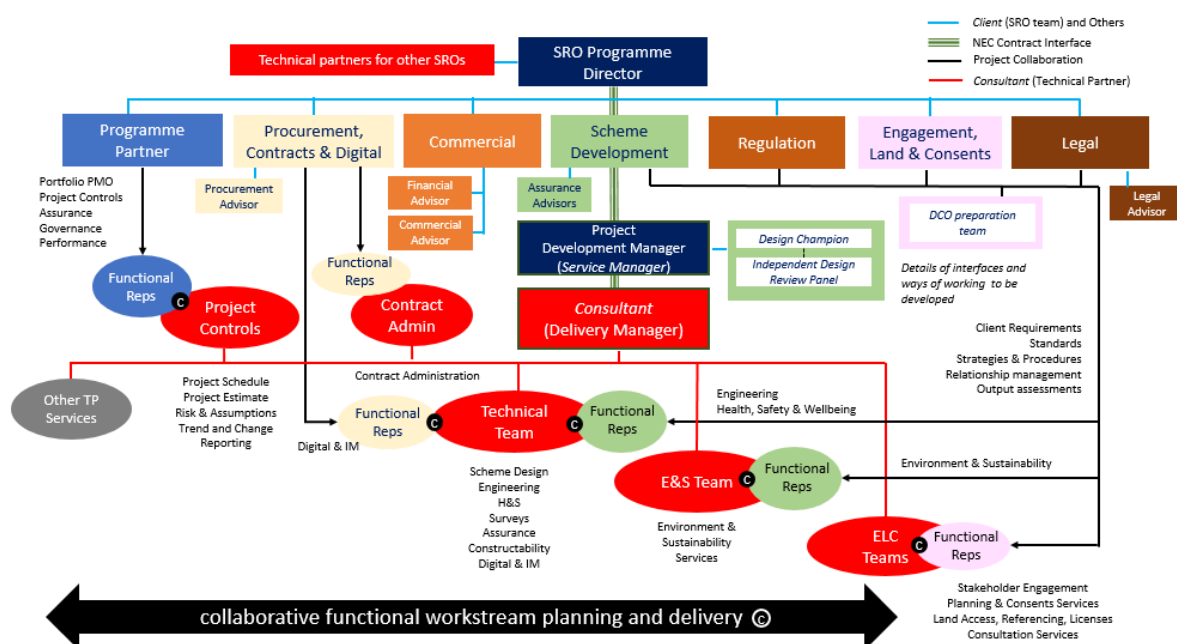 Client (SRO team) and Others
NEC Contract Interface
Project Collaboration
Consultant (Technical Partner)
Technical partners for other SROs
SRO Programme
Director
Programme
Partner
Procurement,
Contracts & Digital
Commercial
Scheme
Development
Regulation
Engagement,
Land & Consents
Legal
Portfolio PMO
Project Controls
Assurance
Governance
Performance
Procurement
Advisor
Financial
Advisor
Commercial
Advisor
Assurance
Advisors
Legal
Advisor
DCO preparation
team
Project
Development Manager
(Service Manager)
Design Champion
Independent Design
Review Panel
Details of interfaces and
ways of working to be
developed
Functional
Reps
C
Project
Controls
Functional
Reps
Contract
Admin
Consultant
(Delivery Manager)
Client Requirements
Standards
Strategies & Procedures
Relationship management
Output assessments
Other TP
Services
Project Schedule
Project Estimate
Risk & Assumptions
Trend and Change
Reporting
Contract Administration
Digital & IM
Functional
Reps
C
Technical
Team
C
Functional
Reps
Engineering
Health, Safety & Wellbeing
Scheme Design
Engineering
H&S
Surveys
Assurance
Constructability
Digital & IM
E&S Team
C
Functional
Reps
Environment & Sustainability
Environment &
Sustainability
Services
ELC
Teams
C
Functional
Reps
Stakeholder Engagement
Planning & Consents Services
Land Access, Referencing, Licenses
Consultation Services
collaborative functional workstream planning and delivery C